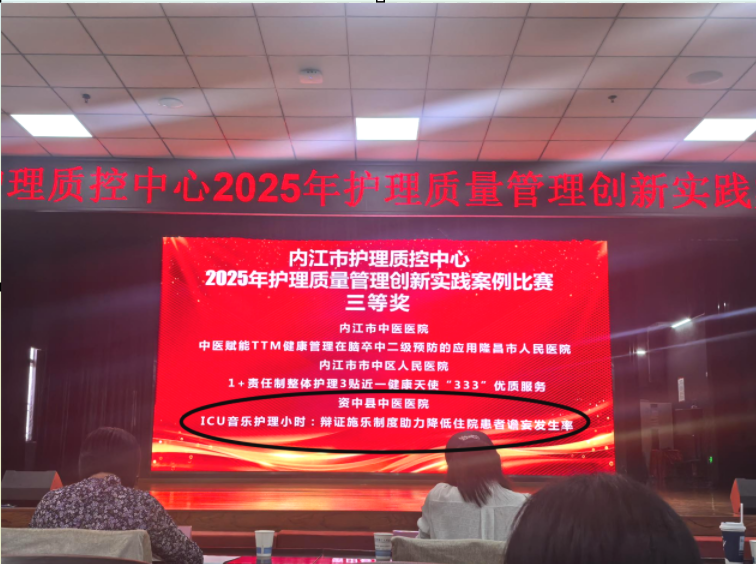 理质控中心2025年护理质量管理创新实践
内江市护理质控中心
2025年护理质量管理创新实践案例比赛
三等奖
内江市中医医院
中医赋能TTM健康管理在脑卒中二级预防的应用隆昌市人民医院
内江市市中区人民医院
1+责任制整体护理3贴近一健康天使“333”优质服务
资中县中医医院
ICU音乐护理小时：辩证施乐制度助力降低住院患者谵妄发生率